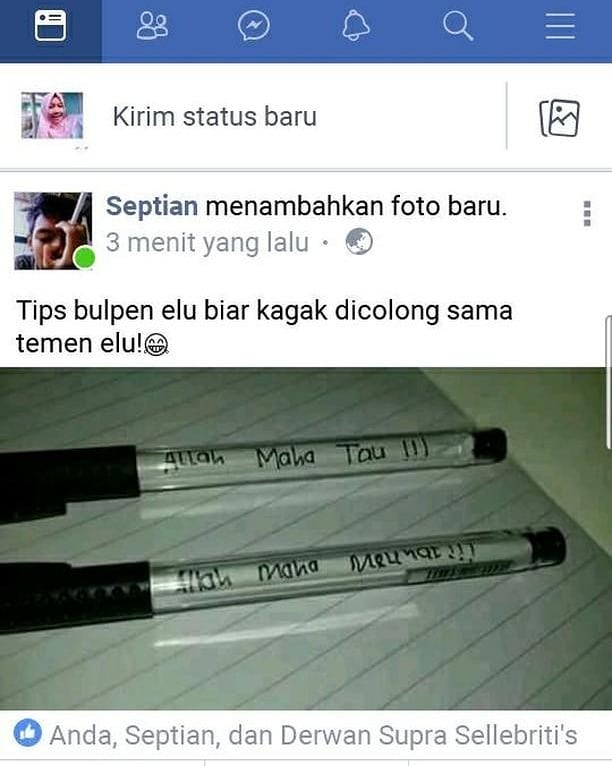 Kirim status baru
Septian menambahkan foto baru.
3 menit yang lalu
Tips bulpen elu biar kagak dicolong sama
temen elu!😁
Allah Maha Tau !!!
Allah Maha Melihat !!!
Anda, Septian, dan Derwan Supra Sellebriti's